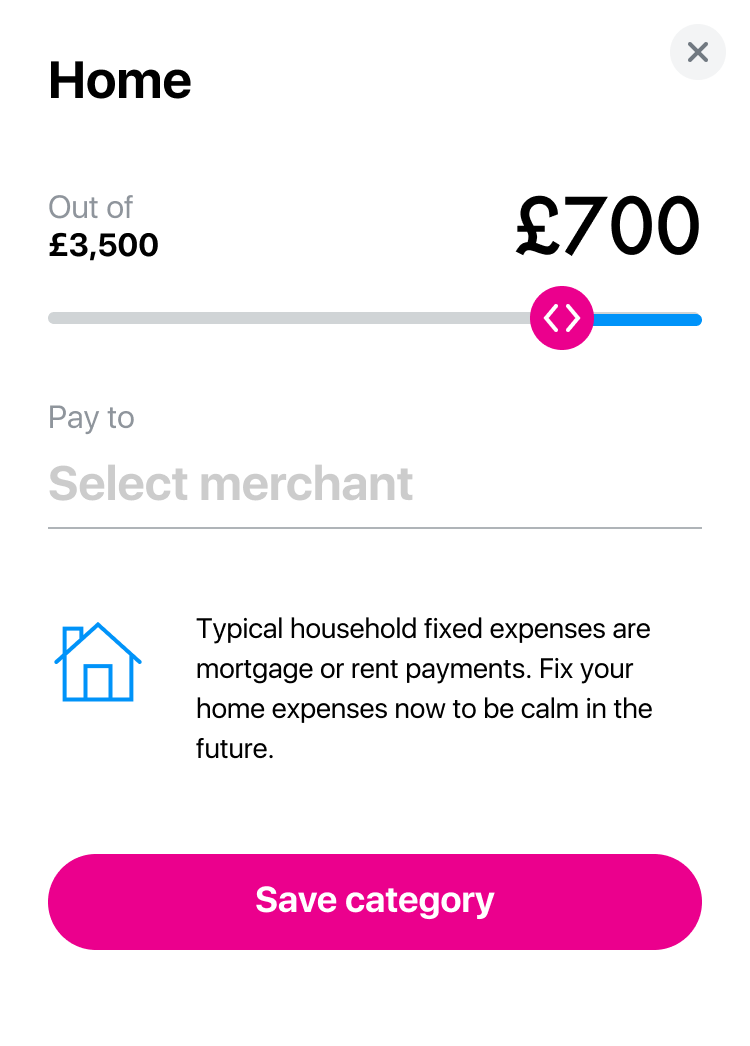 Home
Out of
£3,500
£700
Pay to
Select merchant
Typical household fixed expenses are
mortgage or rent payments. Fix your
home expenses now to be calm in the
future.
Save category